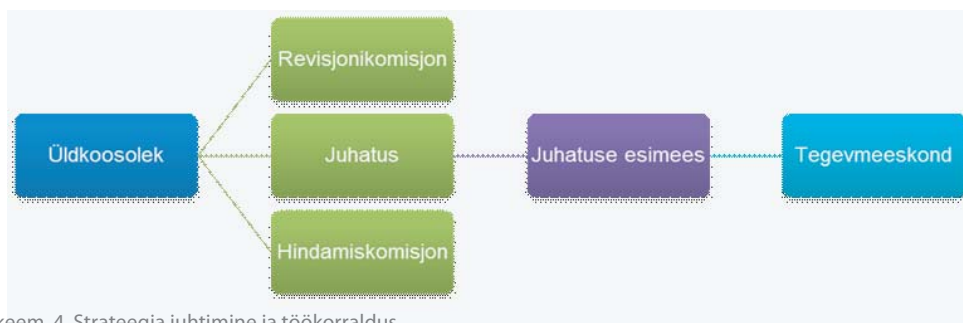 Revisjonikomisjon
Üldkoosolek
Juhatus
Juhatuse esimees
Tegevmeeskond
Hindamiskomisjon
keem 4. Strateegia juhtimine ja töökorraldus